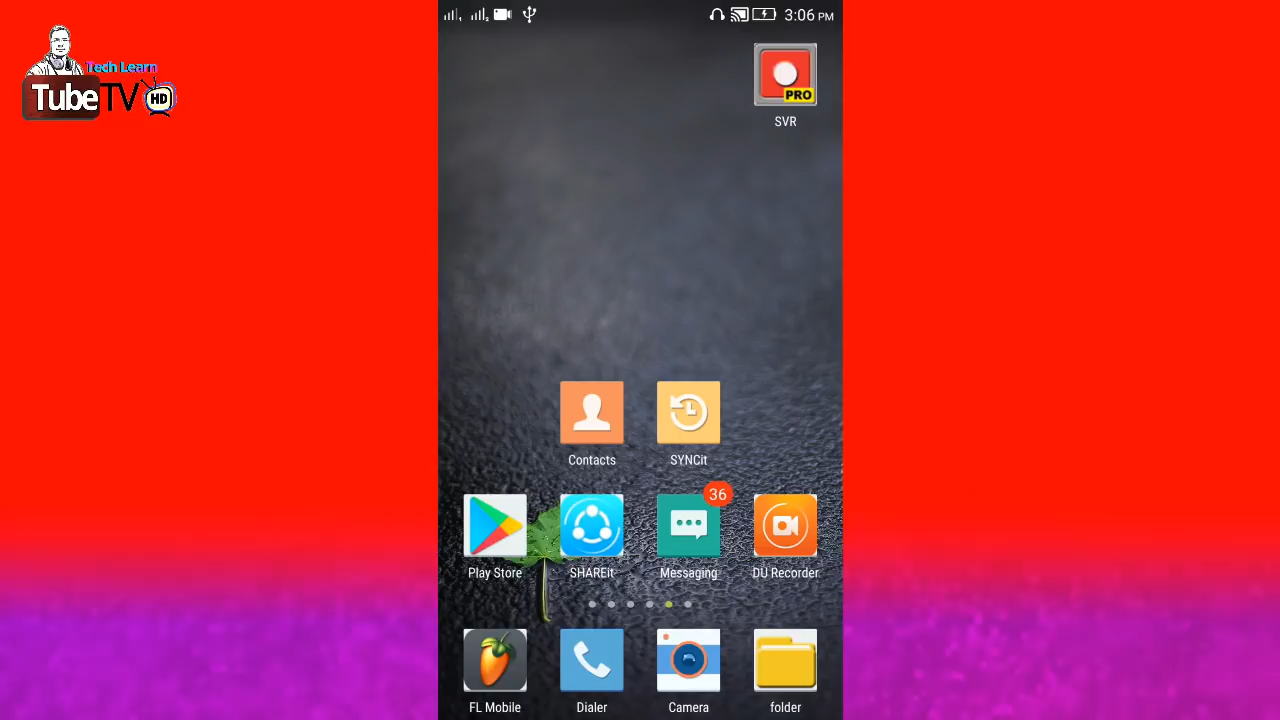 3:06 PM
Tech Learn
TubeTV HD
PRO
SVR
Contacts
SYNCit
36
Play Store
SHAREit
Messaging
DU Recorder
FL Mobile
Dialer
Camera
folder